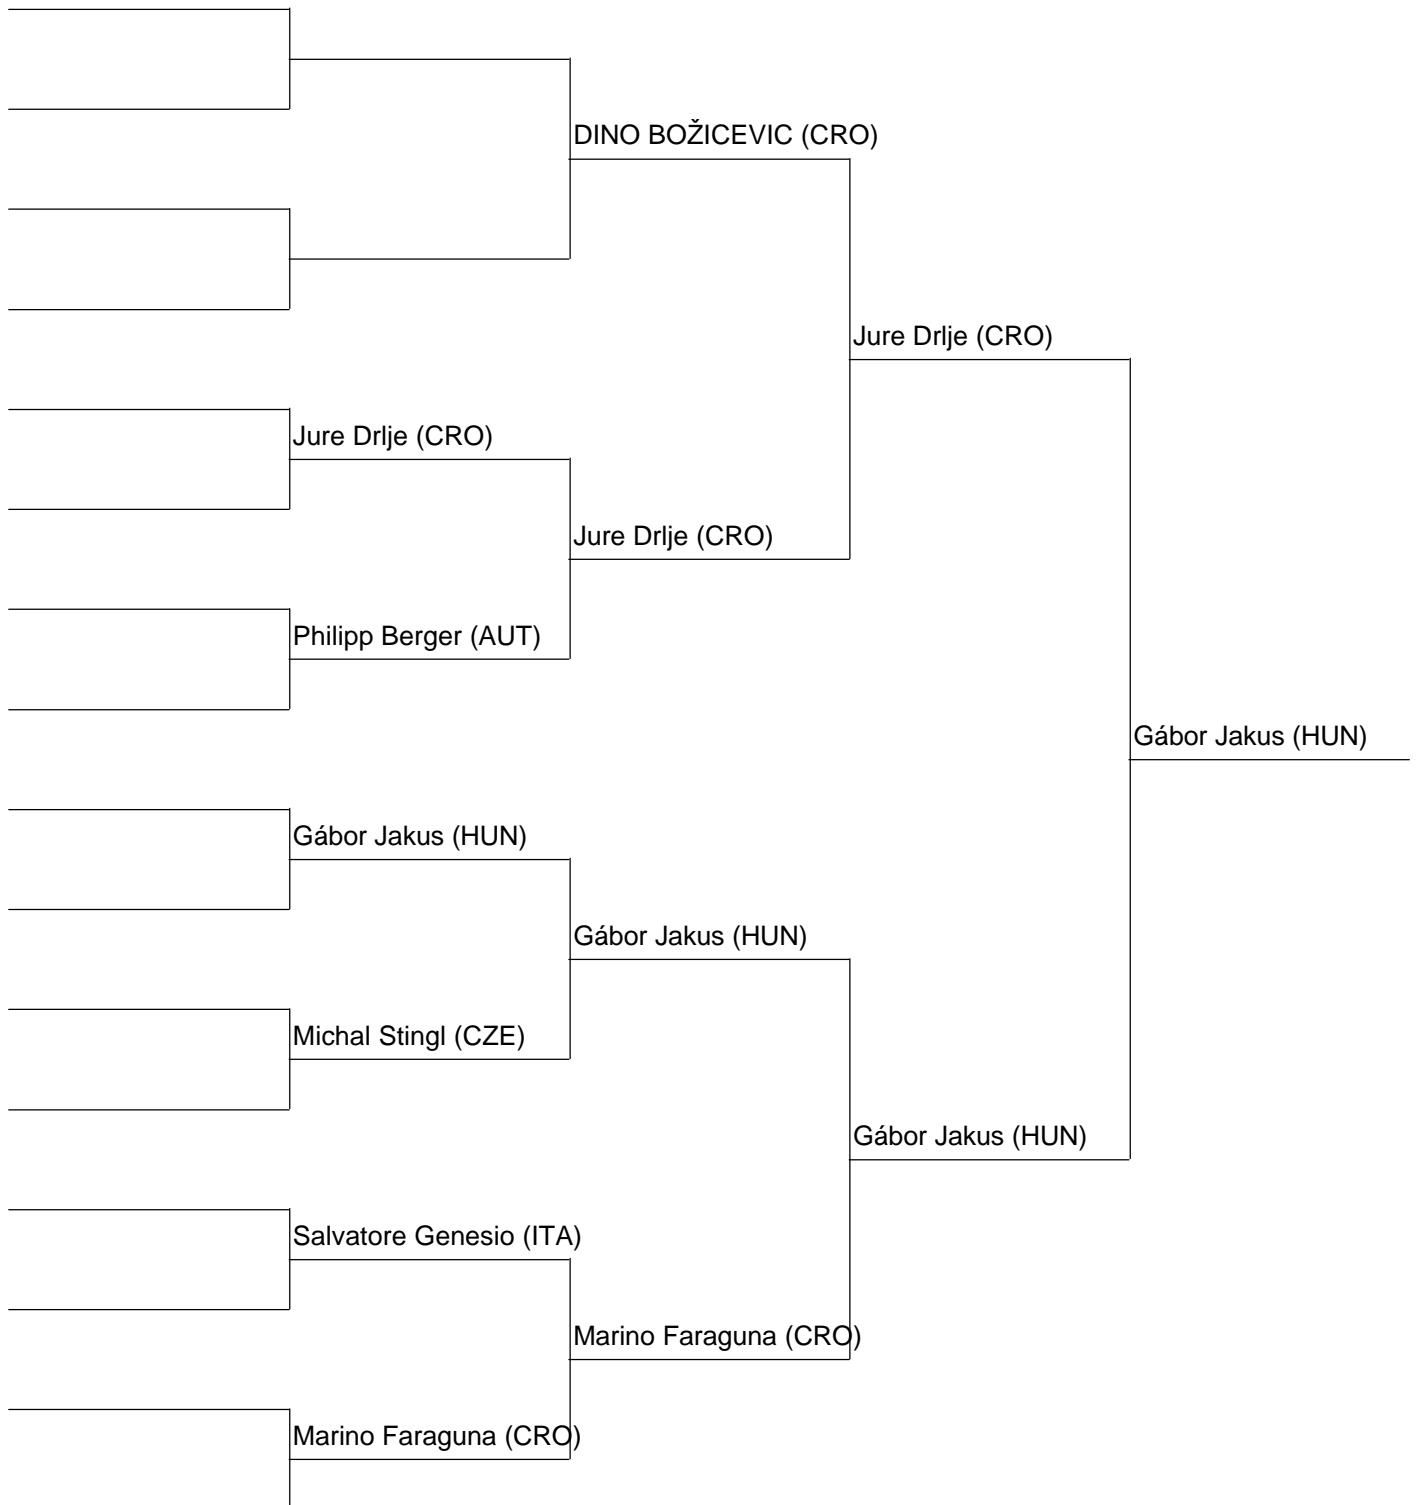 DINO BOŽICEVIC (CRO)
Jure Drlje (CRO)
Jure Drlje (CRO)
Jure Drlje (CRO)
Philipp Berger (AUT)
Gábor Jakus (HUN)
Gábor Jakus (HUN)
Gábor Jakus (HUN)
Michal Stingl (CZE)
Gábor Jakus (HUN)
Salvatore Genesio (ITA)
Marino Faraguna (CRO)
Marino Faraguna (CRO)